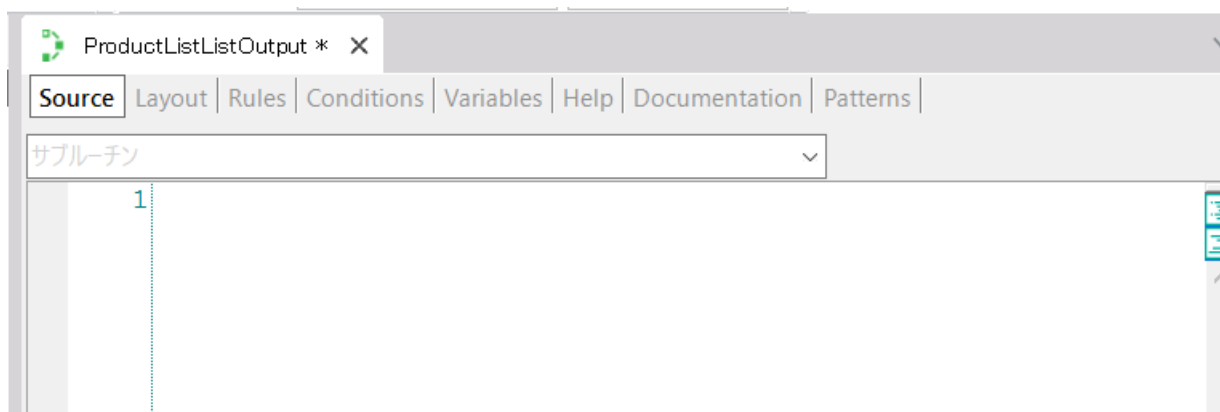 ProductListListOutput *
Source Layout Rules Conditions Variables Help Documentation Patterns
サブルーチン
1